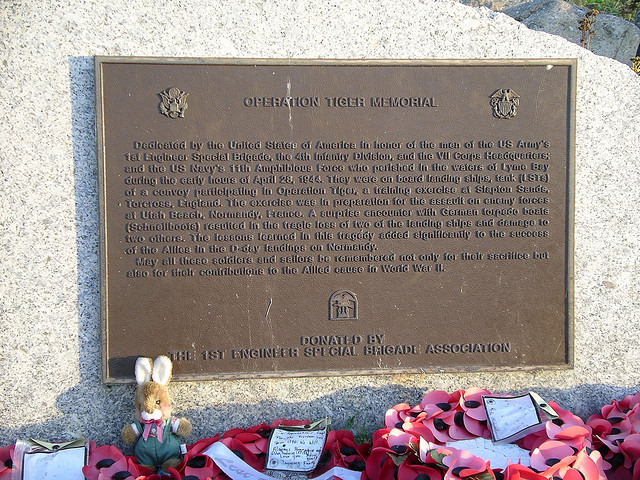 OPERATION TIGER MEMORIAL
Dedicated by the United States of America in honor of the men of the US Army's
1st Engineer Special Brigade, the 4th Infantry Division, and the VII Corps Headquarters;
and the US Navy's 11th Amphibious Force who perished in the waters of Lyme Bay
during the early hours of April 28, 1944. They were on board landing ships, tank (LSTs)
of a convoy participating in Operation Tiger, a training exercise at Slapton Sands,
Torcross, England. The exercise was in preparation for the assault on enemy forces
at Utah Beach, Normandy, France. A surprise encounter with German torpedo boats
(Schnellboots) resulted in the tragic loss of two of the landing ships and damage to
two others. The lessons learned in this tragedy added significantly to the success
of the Allies in the D-day landings on Normandy.
May all these soldiers and sailors be remembered not only for their sacrifice but
also for their contributions to the Allied cause in World War II.
DONATED BY
THE 1ST ENGINEER SPECIAL BRIGADE ASSOCIATION